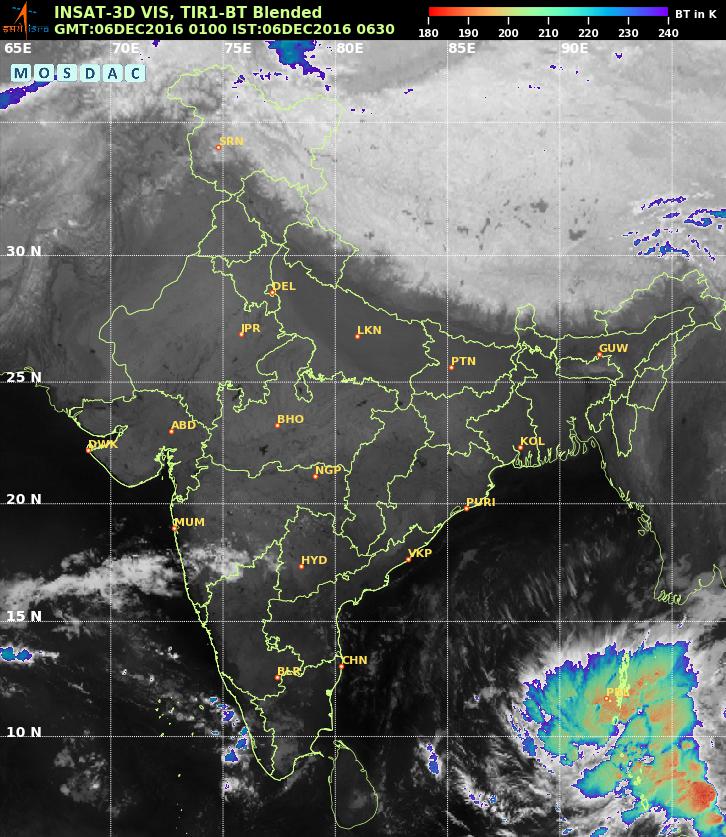 INSAT-3D VIS, TIR1-BT Blended
GMT:06DEC2016 0100 IST:06DEC2016 0630
BT in K
180 190 200 210 220 230 240
65E 70E 75E 80E 85E 90E
M O S D A C
SRN
30 N
DEL
JPR
LKN
GUW
PTN
25 N
ABD
BHO
KOL
DWK
NGP
20 N
PURI
MUM
VKP
HYD
15 N
CHN
BLR
10 N